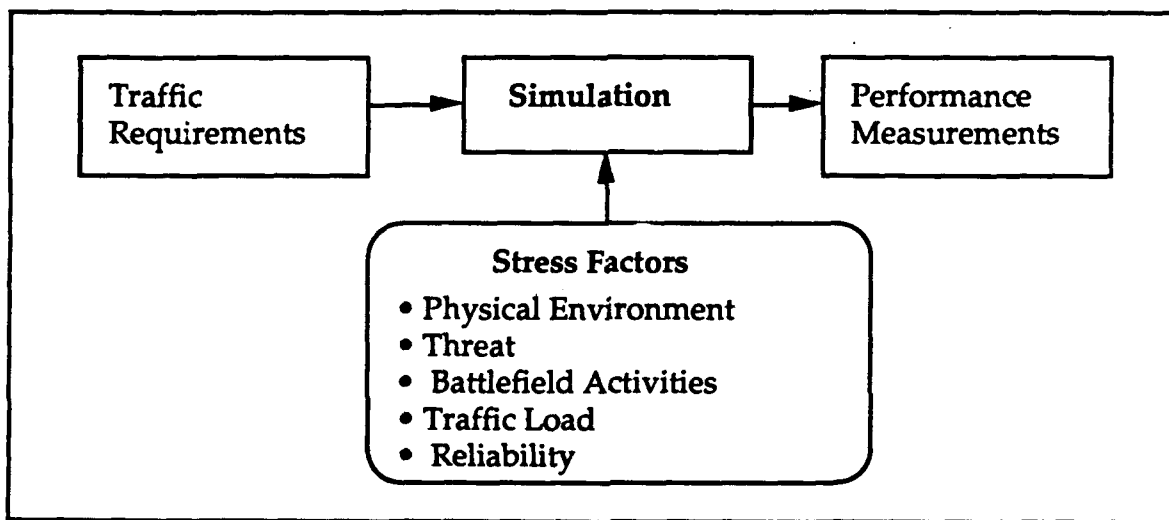 Traffic
Requirements
Simulation
Performance
Measurements
Stress Factors
• Physical Environment
• Threat
• Battlefield Activities
• Traffic Load
• Reliability